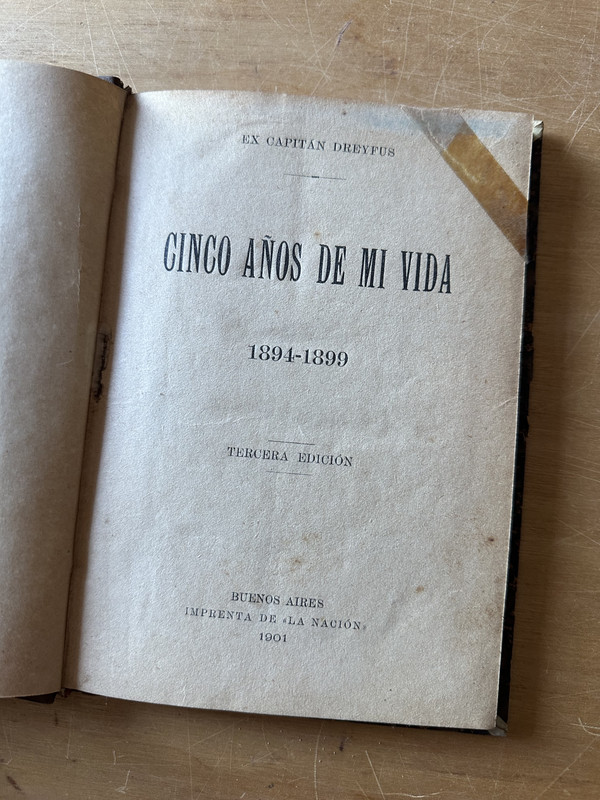 EX CAPITÁN DREYFUS
CINCO AÑOS DE MI VIDA
1894-1899
TERCERA EDICIÓN
BUENOS AIRES
IMPRENTA DE «LA NACIÓN»
1901